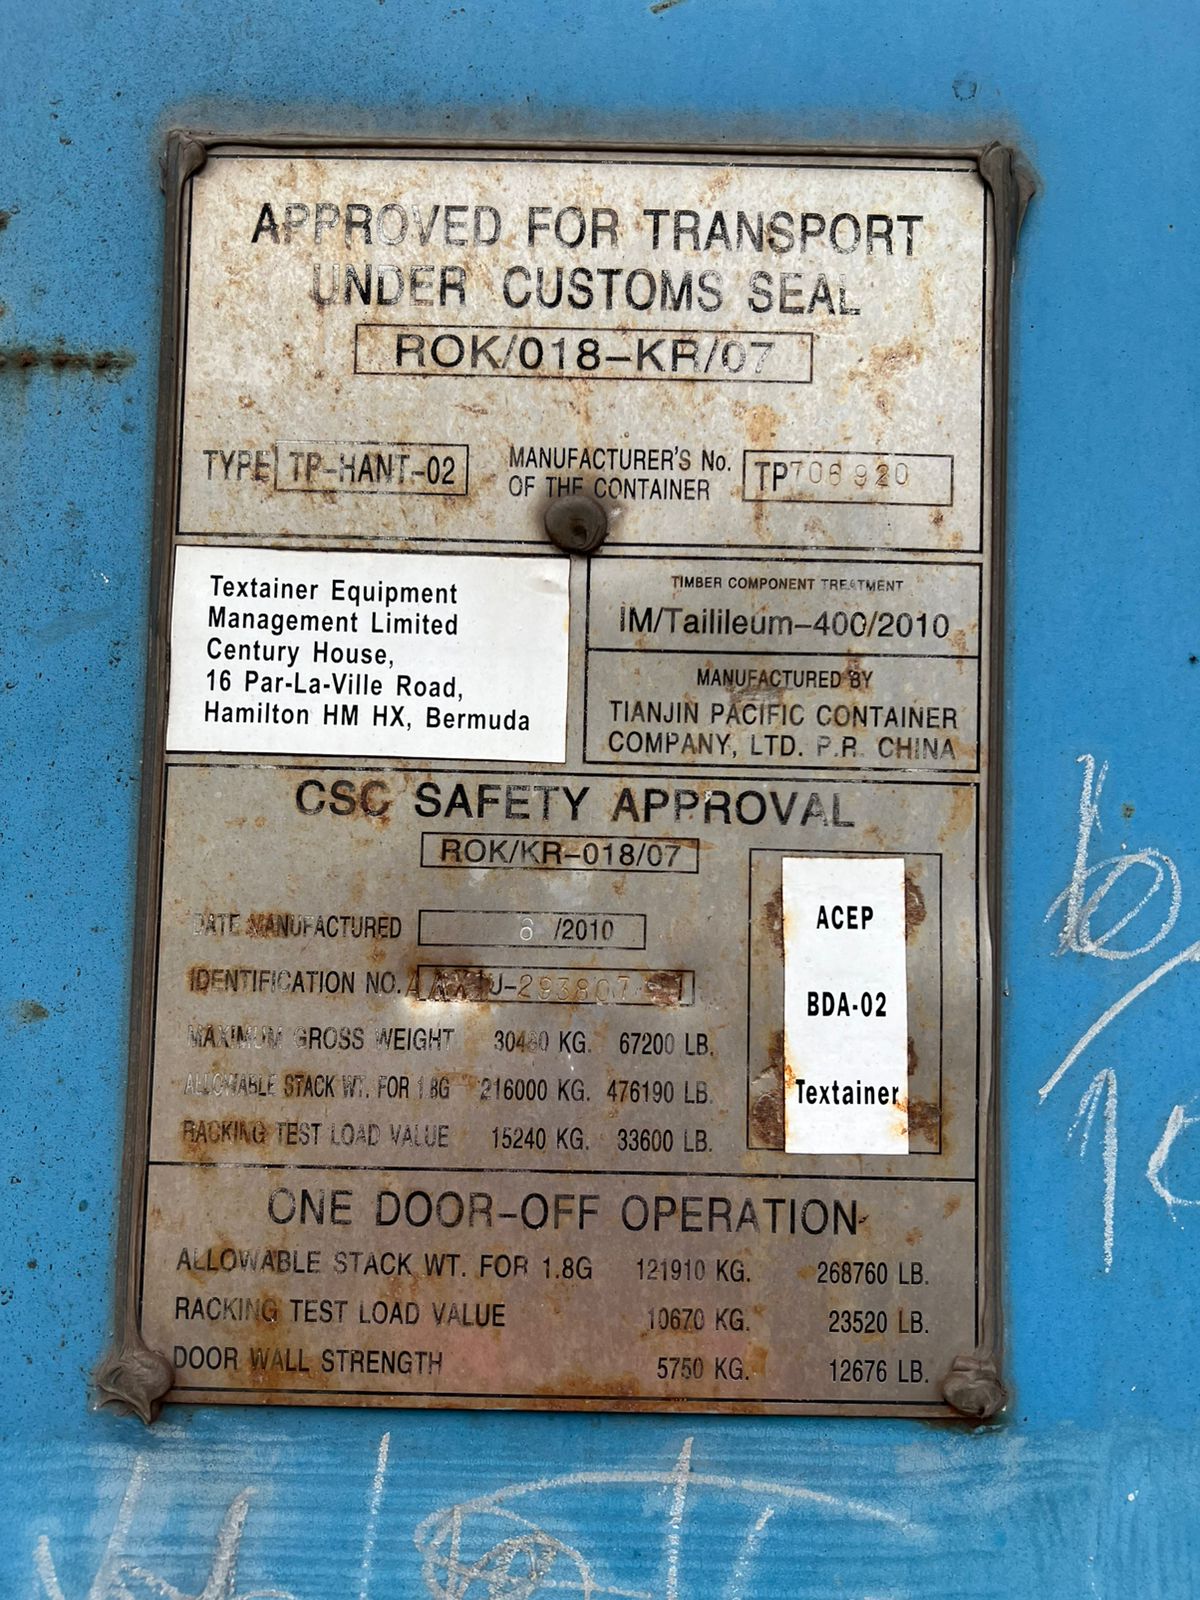 APPROVED FOR TRANSPORT
UNDER CUSTOMS SEAL
ROK/018-KR/07
TYPE TP-HANT-02
MANUFACTURER'S No.
OF THE CONTAINER
TP706920
Textainer Equipment
Management Limited
Century House,
16 Par-La-Ville Road,
Hamilton HM HX, Bermuda
TIMBER COMPONENT TREATMENT
IM/Tailileum-400/2010
MANUFACTURED BY
TIANJIN PACIFIC CONTAINER
COMPANY, LTD. P.R. CHINA
CSC SAFETY APPROVAL
ROK/KR-018/07
DATE MANUFACTURED /2010
IDENTIFICATION NO.
MAXIMUM GROSS WEIGHT 30480 KG. 67200 LB.
ALLOWABLE STACK WT. FOR 1.8G 216000 KG. 476190 LB.
RACKING TEST LOAD VALUE 15240 KG. 33600 LB.
ACEP
BDA-02
Textainer
ONE DOOR-OFF OPERATION
ALLOWABLE STACK WT. FOR 1.8G 121910 KG. 268760 LB.
RACKING TEST LOAD VALUE 10670 KG. 23520 LB.
DOOR WALL STRENGTH 5750 KG. 12676 LB.